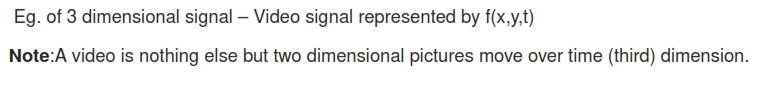 Eg. of 3 dimensional signal – Video signal represented by f(x,y,t)
Note:A video is nothing else but two dimensional pictures move over time (third) dimension.